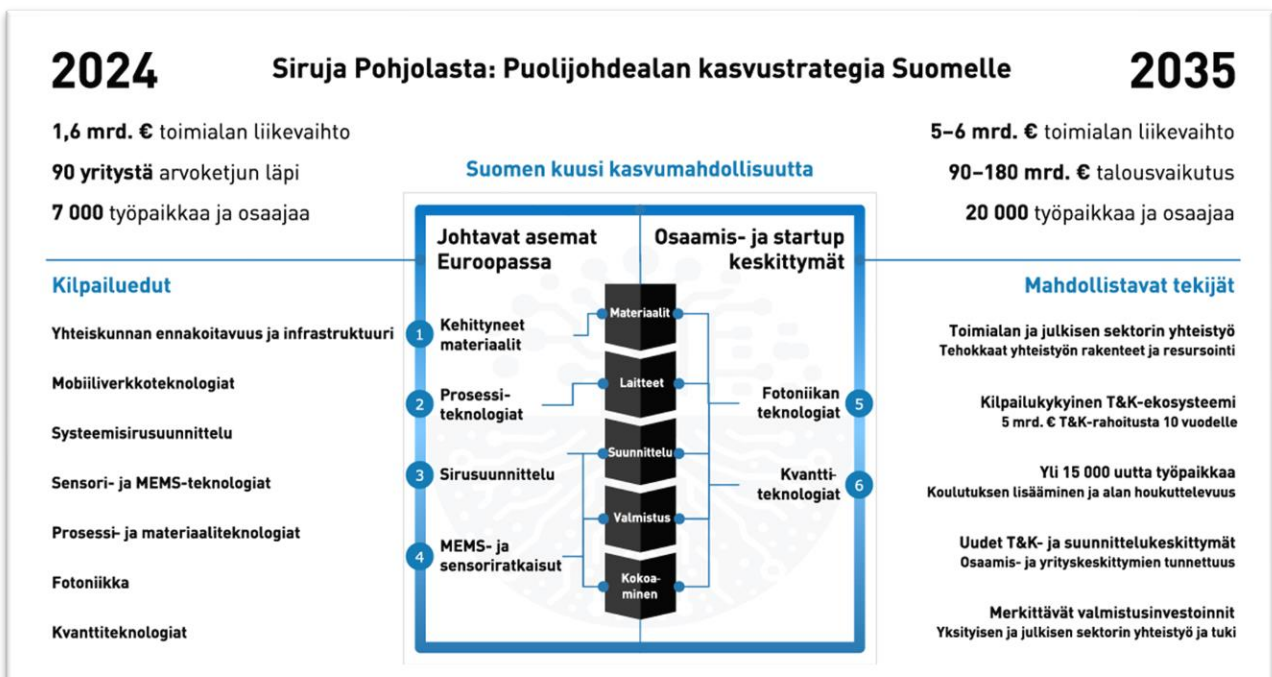 2024
Siruja Pohjolasta: Puolijohdealan kasvustrategia Suomelle
2035
1,6 mrd. € toimialan liikevaihto
90 yritystä arvoketjun läpi
7 000 työpaikkaa ja osaajaa
5–6 mrd. € toimialan liikevaihto
90–180 mrd. € talousvaikutus
20 000 työpaikkaa ja osaajaa
Kilpailuedut
Yhteiskunnan ennakoitavuus ja infrastruktuuri
Mobiiliverkkoteknologiat
Systeemisirusuunnittelu
Sensori- ja MEMS-teknologiat
Prosessi- ja materiaaliteknologiat
Fotoniikka
Kvanttiteknologiat
Suomen kuusi kasvumahdollisuutta
Johtavat asemat
Euroopassa
1 Kehittyneet
materiaalit
2 Prosessi-
teknologiat
3 Sirusuunnittelu
4 MEMS- ja
sensoriratkaisut
Materiaalit
Laitteet
Suunnittelu
Valmistus
Kokoa-
minen
Osaamis- ja startup
keskittymät
Fotoniikan
teknologiat 5
Kvantti-
teknologiat 6
Mahdollistavat tekijät
Toimialan ja julkisen sektorin yhteistyö
Tehokkaat yhteistyön rakenteet ja resursointi
Kilpailukykyinen T&K-ekosysteemi
5 mrd. € T&K-rahoitusta 10 vuodelle
Yli 15 000 uutta työpaikkaa
Koulutuksen lisääminen ja alan houkuttelevuus
Uudet T&K- ja suunnittelukeskittymät
Osaamis- ja yrityskeskittymien tunnettuus
Merkittävät valmistusinvestoinnit
Yksityisen ja julkisen sektorin yhteistyö ja tuki